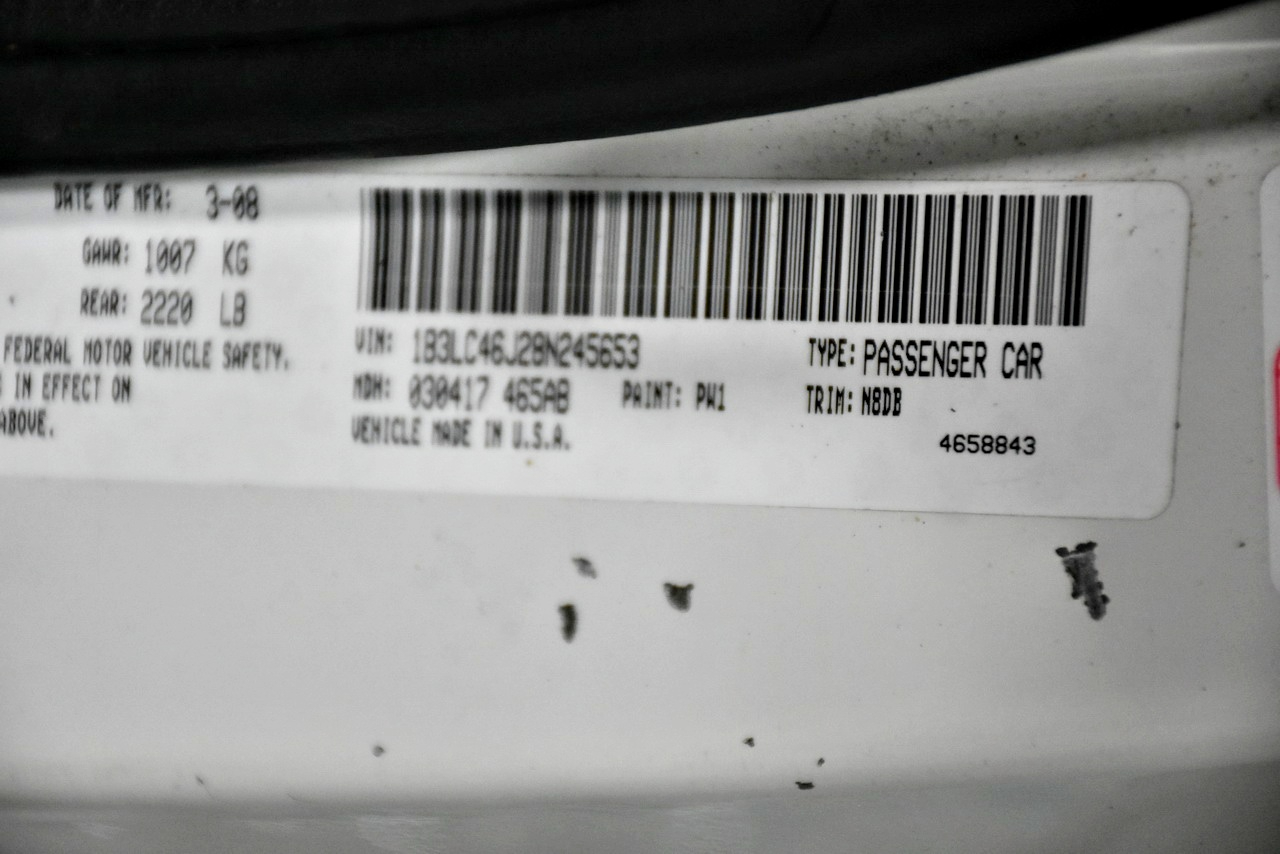 DATE OF MFR: 3-08
GAWR: 1007 KG
REAR: 2220 LB
FEDERAL MOTOR VEHICLE SAFETY.
IN EFFECT ON
ABOVE.
VIN: 1B3LC46J28N245653 TYPE: PASSENGER CAR
MDH: 030417 465AB PAINT: PW1 TRIM: N8DB
VEHICLE MADE IN U.S.A. 4658843